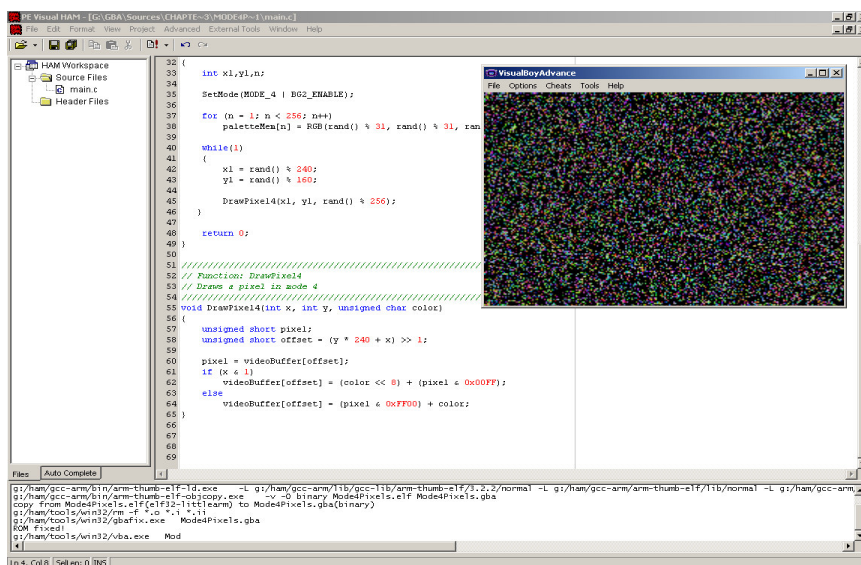 PE Visual HAM - [G:\GBA\Sources\CHAPTE~3\MODE4P~1\main.c]
File Edit Format View Project Advanced External Tools Window Help
HAM Workspace
Source Files
main.c
Header Files
Files Auto Complete
32 {
33 int x1,y1,n;
34
35 SetMode(MODE_4 | BG2_ENABLE);
36
37 for (n = 1; n < 256; n++)
38 paletteMem[n] = RGB(rand() % 31, rand() % 31, ran
39
40 while(1)
41 {
42 x1 = rand() % 240;
43 y1 = rand() % 160;
44
45 DrawPixel4(x1, y1, rand() % 256);
46 }
47
48 return 0;
49 }
50
51 //////////////////////////////////////////////////
52 // Function: DrawPixel4
53 // Draws a pixel in mode 4
54 //////////////////////////////////////////////////
55 void DrawPixel4(int x, int y, unsigned char color)
56 {
57 unsigned short pixel;
58 unsigned short offset = (y * 240 + x) >> 1;
59
60 pixel = videoBuffer[offset];
61 if (x & 1)
62 videoBuffer[offset] = (color << 8) + (pixel & 0x00FF);
63 else
64 videoBuffer[offset] = (pixel & 0xFF00) + color;
65 }
66
67
68
69
VisualBoyAdvance
File Options Cheats Tools Help
g:/ham/gcc-arm/bin/arm-thumb-elf-ld.exe -L g:/ham/gcc-arm/lib/gcc-lib/arm-thumb-elf/3.2.2/normal -L g:/ham/gcc-arm/arm-thumb-elf/lib/normal -L g:/ham/gcc-arm
g:/ham/gcc-arm/bin/arm-thumb-elf-objcopy.exe -v -O binary Mode4Pixels.elf Mode4Pixels.gba
copy from Mode4Pixels.elf(elf32-littlearm) to Mode4Pixels.gba(binary)
g:/ham/tools/win32/rm -f *.o *.i *.ii
g:/ham/tools/win32/gbafix.exe Mode4Pixels.gba
ROM fixed!
g:/ham/tools/win32/vba.exe Mod
Ln 4, Col 8 SelLen: 0 INS